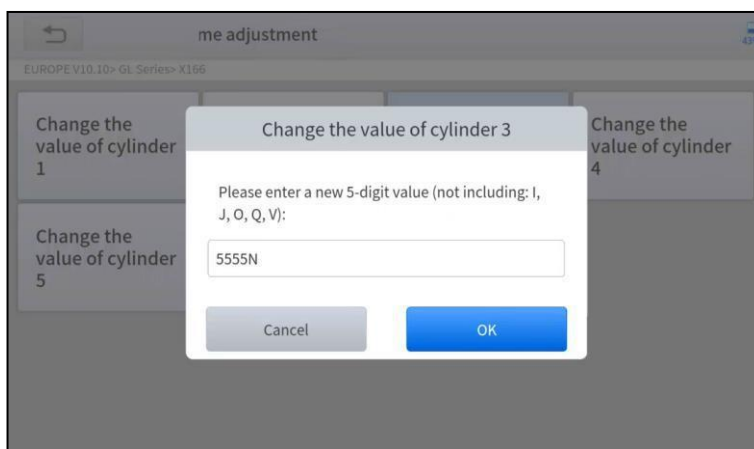 me adjustment
EUROPE V10.10> GL Series> X166
Change the
value of cylinder
1
Change the
value of cylinder
4
Change the
value of cylinder
5
Change the value of cylinder 3
Please enter a new 5-digit value (not including: I,
J, O, Q, V):
5555N
Cancel
OK